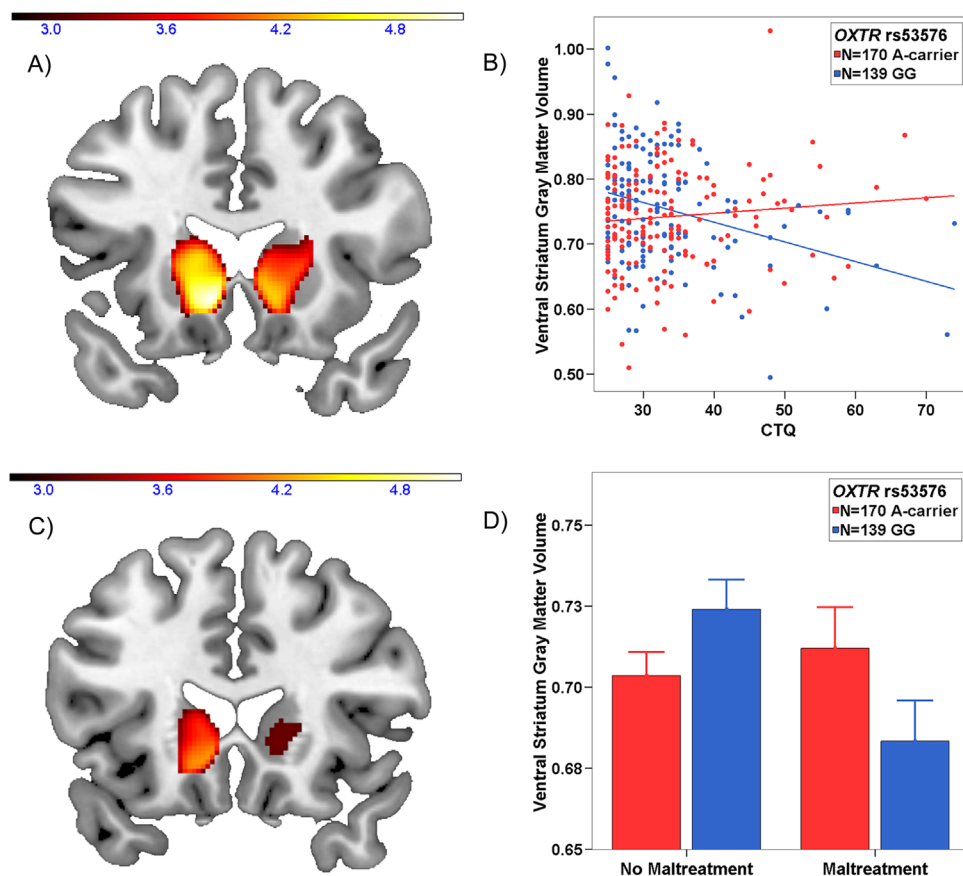 3.0 3.6 4.2 4.8
A)
B)
OXTR rs53576
N=170 A-carrier
N=139 GG
Ventral Striatum Gray Matter Volume
1.00
0.90
0.80
0.70
0.60
0.50
30 40 50 60 70
CTQ
3.0 3.6 4.2 4.8
C)
D)
OXTR rs53576
N=170 A-carrier
N=139 GG
Ventral Striatum Gray Matter Volume
0.75
0.73
0.70
0.68
0.65
No Maltreatment Maltreatment